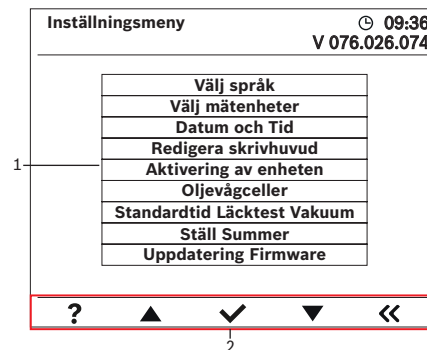 Inställningsmeny 09:36
V 076.026.074
Välj språk
Välj mätenheter
Datum och Tid
Redigera skrivhuvud
1
Aktivering av enheten
Oljevågceller
Standardtid Läcktest Vakuum
Ställ Summer
Uppdatering Firmware
?
2